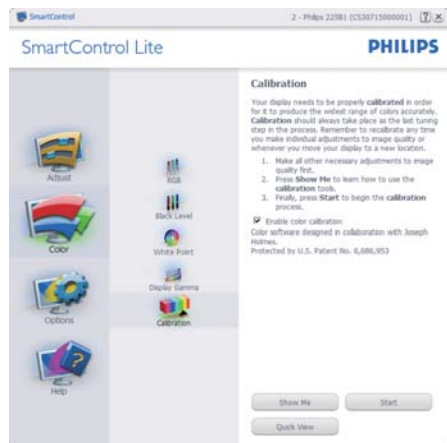 SmartControl
2 - Philips 225B1 (CS30715000001)
SmartControl Lite
PHILIPS
Adjust
Color
Options
Help
RGB
Black Level
White Point
Display Gamma
Calibration
Calibration
Your display needs to be properly calibrated in order
for it to produce the widest range of colors accurately.
Calibration should always take place as the last tuning
step in the process. Remember to recalibrate any time
you make individual adjustments to image quality or
whenever you move your display to a new location.
1. Make all other necessary adjustments to image
quality first.
2. Press Show Me to learn how to use the
calibration tools.
3. Finally, press Start to begin the calibration
process.
Enable color calibration
Color software designed in collaboration with Joseph
Holmes.
Protected by U.S. Patent No. 6,686,953
Show Me
Start
Quick View